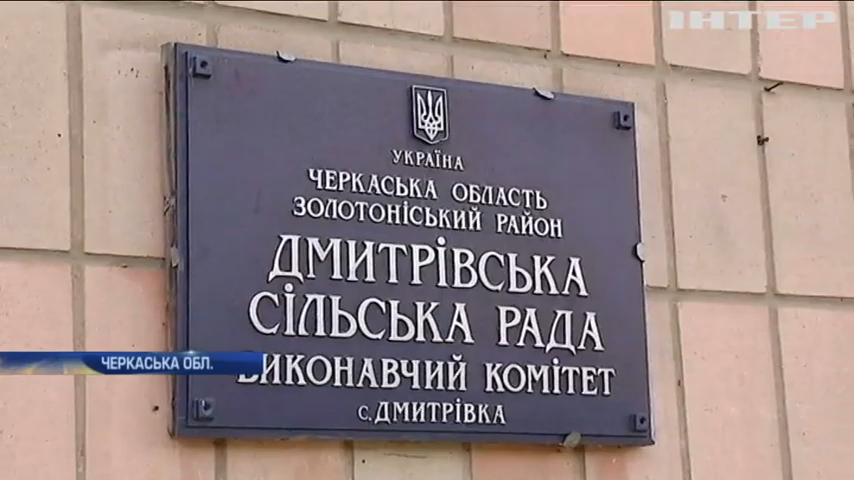 ІНТЕР
УКРАЇНА
ЧЕРКАСЬКА ОБЛАСТЬ
ЗОЛОТОНІСЬКИЙ РАЙОН
ДМИТРІВСЬКА
СІЛЬСЬКА РАДА
ВИКОНАВЧИЙ КОМІТЕТ
с. ДМИТРІВКА
ЧЕРКАСЬКА ОБЛ.